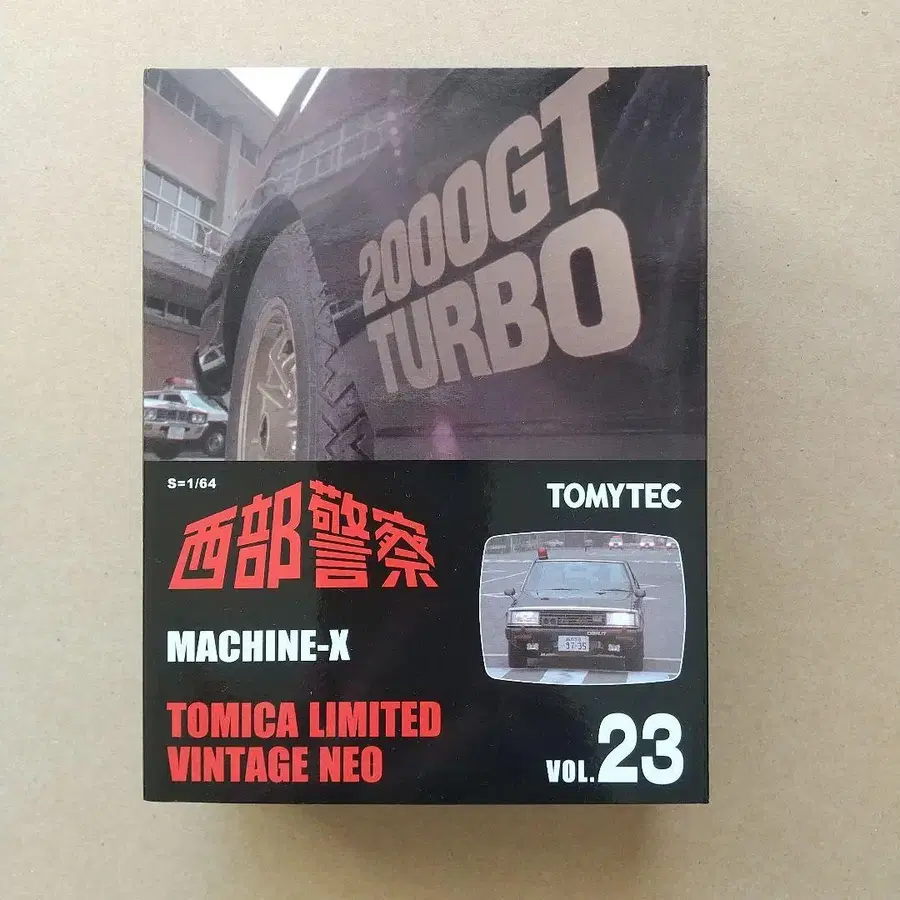 2000GT
TURBO
S=1/64
西部警察
TOMYTEC
MACHINE-X
TOMICA LIMITED
VINTAGE NEO
VOL.23